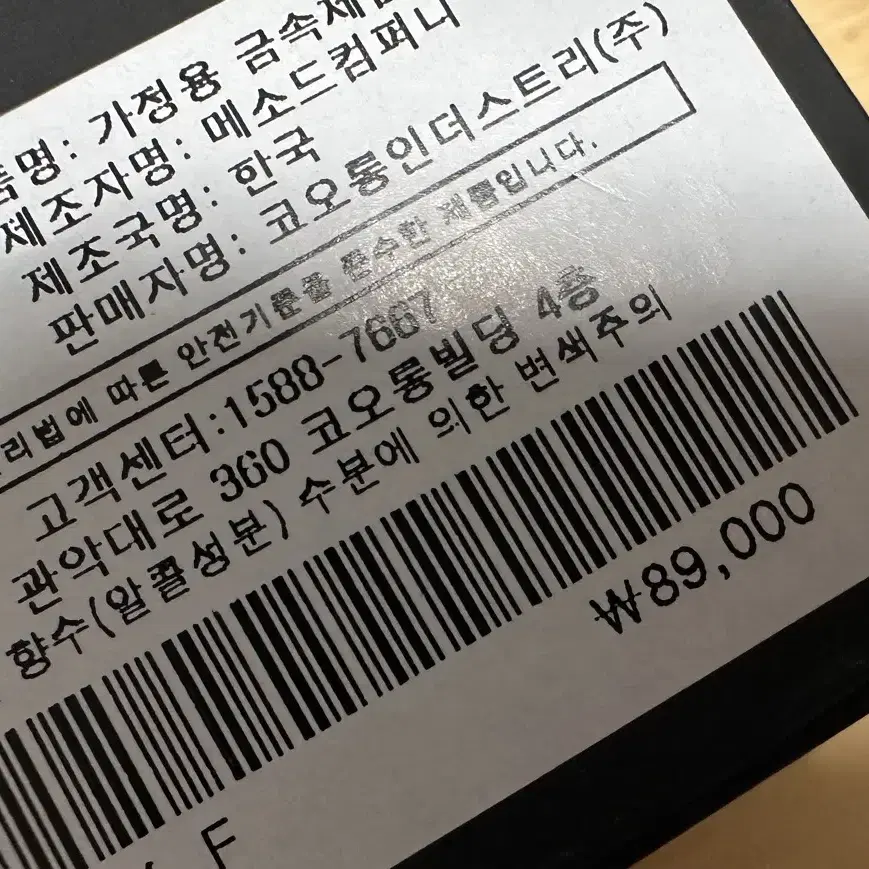 품명: 가정용 금속제
제조자명: 메소드컴퍼니
제조국명: 한국
판매자명: 코오롱인더스트리(주)
리법에 따른 안전기준을 준수한 제품입니다.
고객센터:1588-7667
관악대로 360 코오롱빌딩 4층
향수(알콜성분) 수분에 의한 변색주의
₩89,000
F